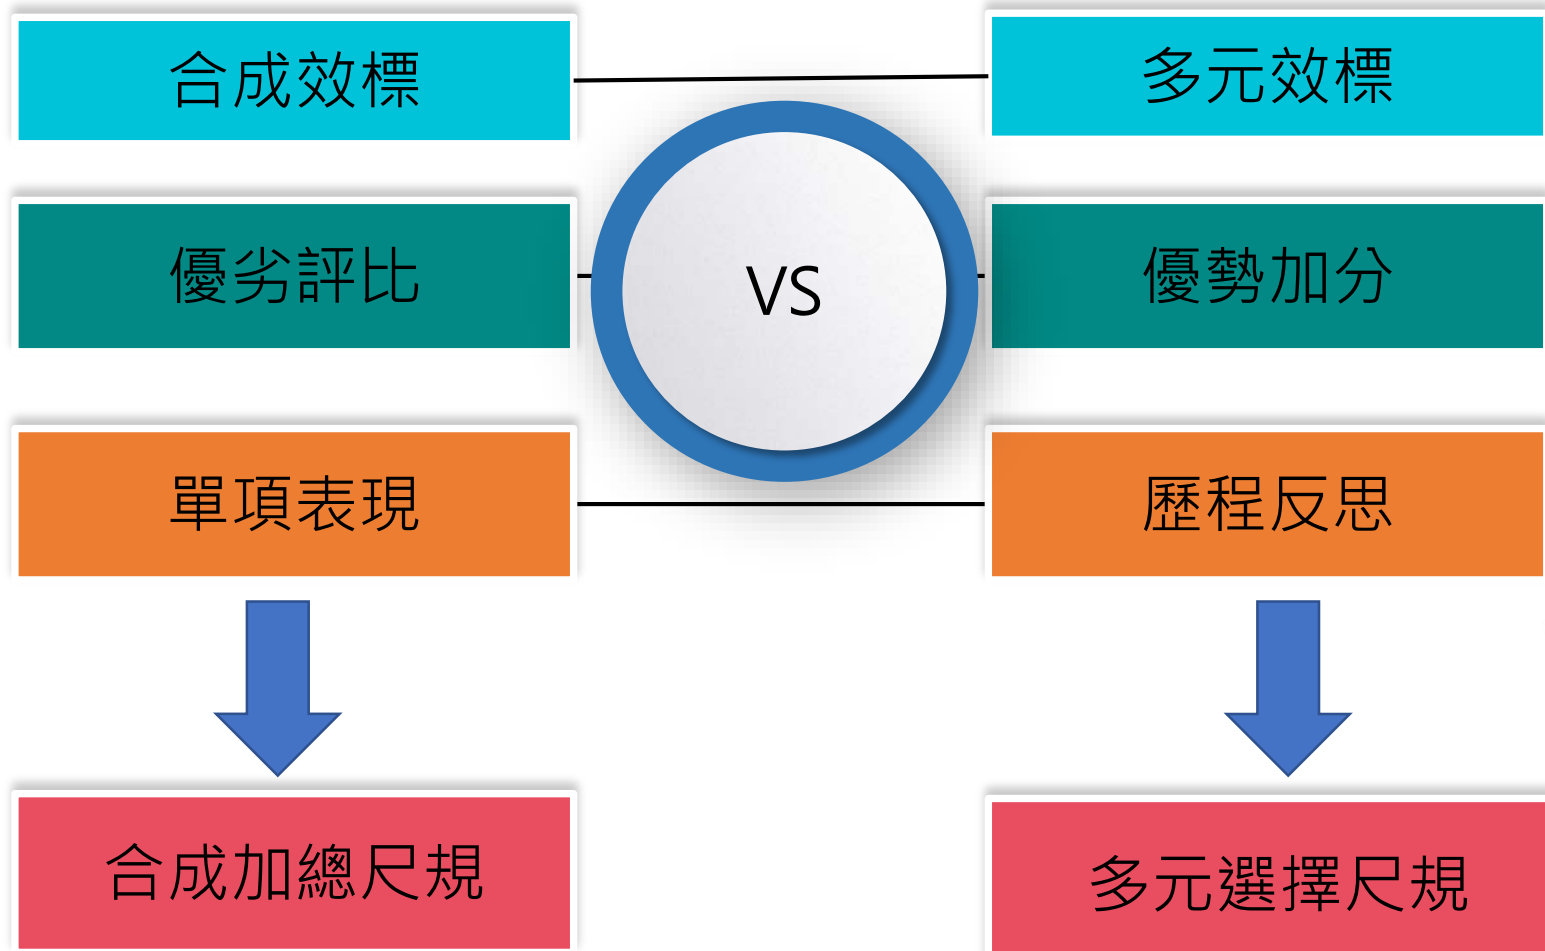 合成效標
多元效標
優劣評比
VS
優勢加分
單項表現
歷程反思
合成加總尺規
多元選擇尺規